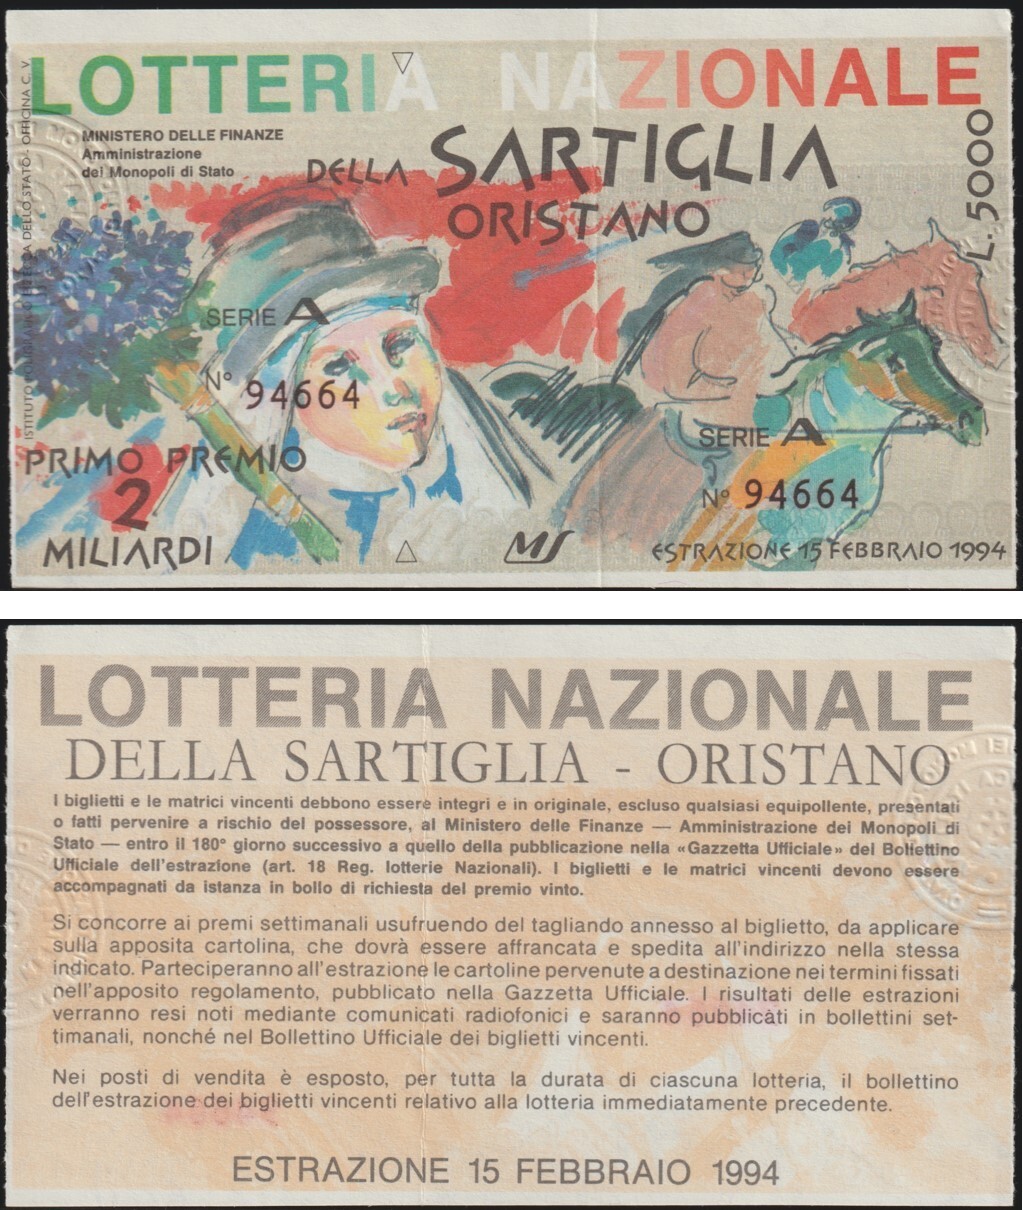 LOTTERIA NAZIONALE
MINISTERO DELLE FINANZE
Amministrazione
dei Monopoli di Stato
DELLA SARTIGLIA
ORISTANO
L. 5000
SERIE A
N° 94664
PRIMO PREMIO
2
MILIARDI
SERIE A
N° 94664
MS
ESTRAZIONE 15 FEBBRAIO 1994
LOTTERIA NAZIONALE
DELLA SARTIGLIA - ORISTANO
I biglietti e le matrici vincenti debbono essere integri e in originale, escluso qualsiasi equipollente, presentati
o fatti pervenire a rischio del possessore, al Ministero delle Finanze — Amministrazione dei Monopoli di
Stato — entro il 180° giorno successivo a quello della pubblicazione nella «Gazzetta Ufficiale» del Bollettino
Ufficiale dell'estrazione (art. 18 Reg. lotterie Nazionali). I biglietti e le matrici vincenti devono essere
accompagnati da istanza in bollo di richiesta del premio vinto.
Si concorre ai premi settimanali usufruendo del tagliando annesso al biglietto, da applicare
sulla apposita cartolina, che dovrà essere affrancata e spedita all'indirizzo nella stessa
indicato. Parteciperanno all'estrazione le cartoline pervenute a destinazione nei termini fissati
nell'apposito regolamento, pubblicato nella Gazzetta Ufficiale. I risultati delle estrazioni
verranno resi noti mediante comunicati radiofonici e saranno pubblicati in bollettini set-
timanali, nonché nel Bollettino Ufficiale dei biglietti vincenti.
Nei posti di vendita è esposto, per tutta la durata di ciascuna lotteria, il bollettino
dell'estrazione dei biglietti vincenti relativo alla lotteria immediatamente precedente.
ESTRAZIONE 15 FEBBRAIO 1994